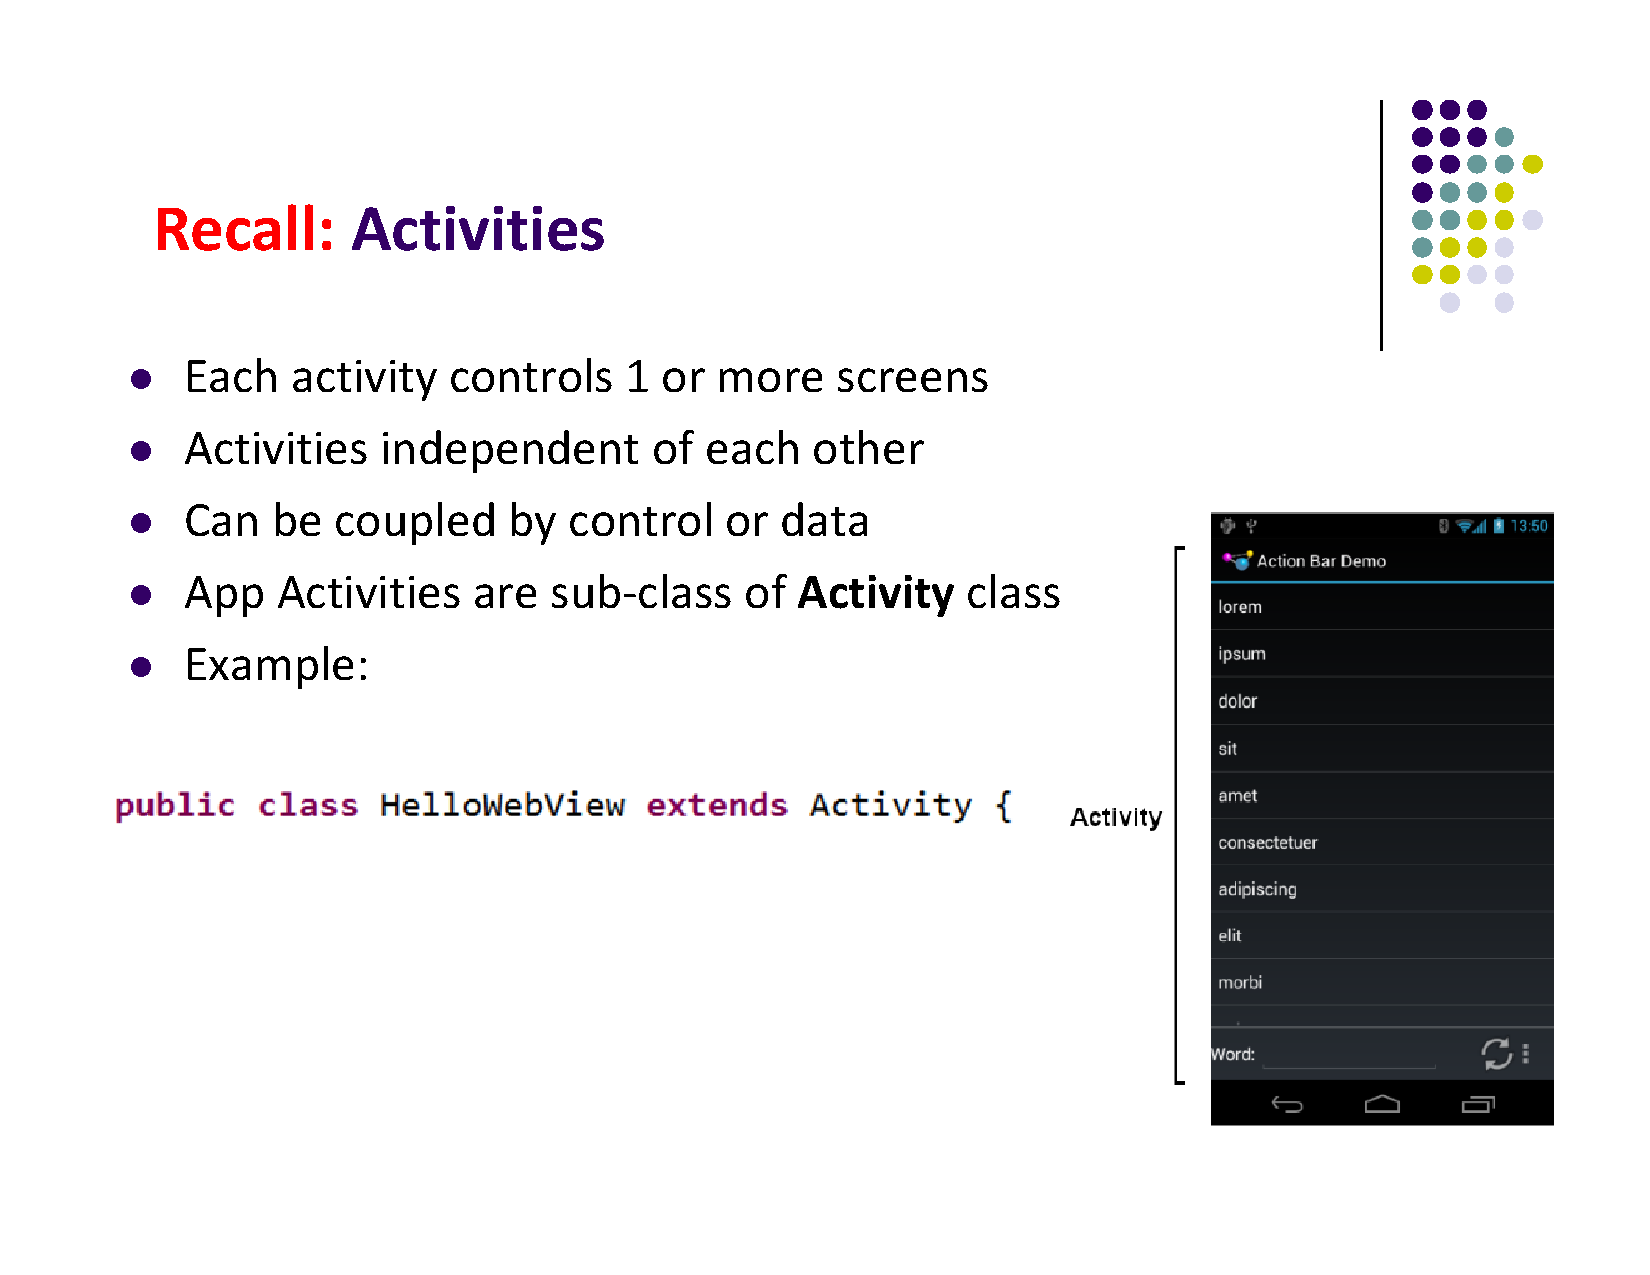 Recall: Activities
Each activity controls 1 or more screens
Activities independent of each other
Can be coupled by control or data
App Activities are sub-class of Activity class
Example:
public class HelloWebView extends Activity {
Activity
13:50
Action Bar Demo
lorem
ipsum
dolor
sit
amet
consectetuer
adipiscing
elit
morbi
Word: